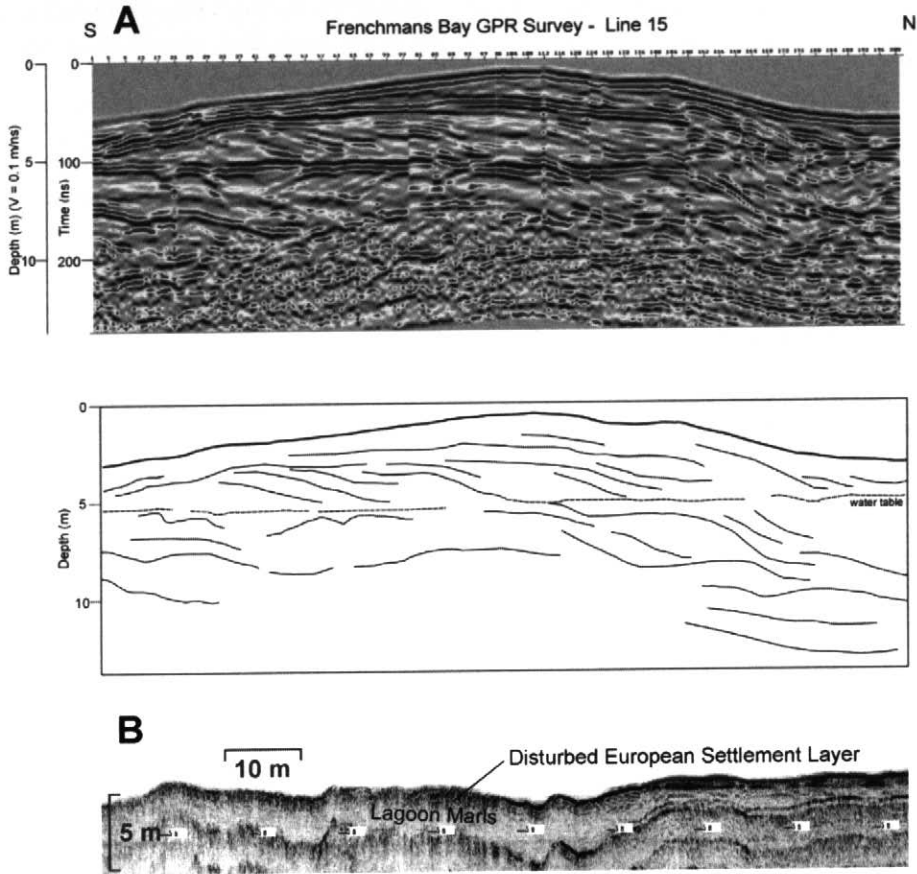 A
S
Frenchmans Bay GPR Survey - Line 15
N
Depth (m) (V = 0.1 m/ns)
0
5
10
Time (ns)
0
100
200
Depth (m)
0
5
10
water table
B
10 m
Disturbed European Settlement Layer
Lagoon Marls
5 m